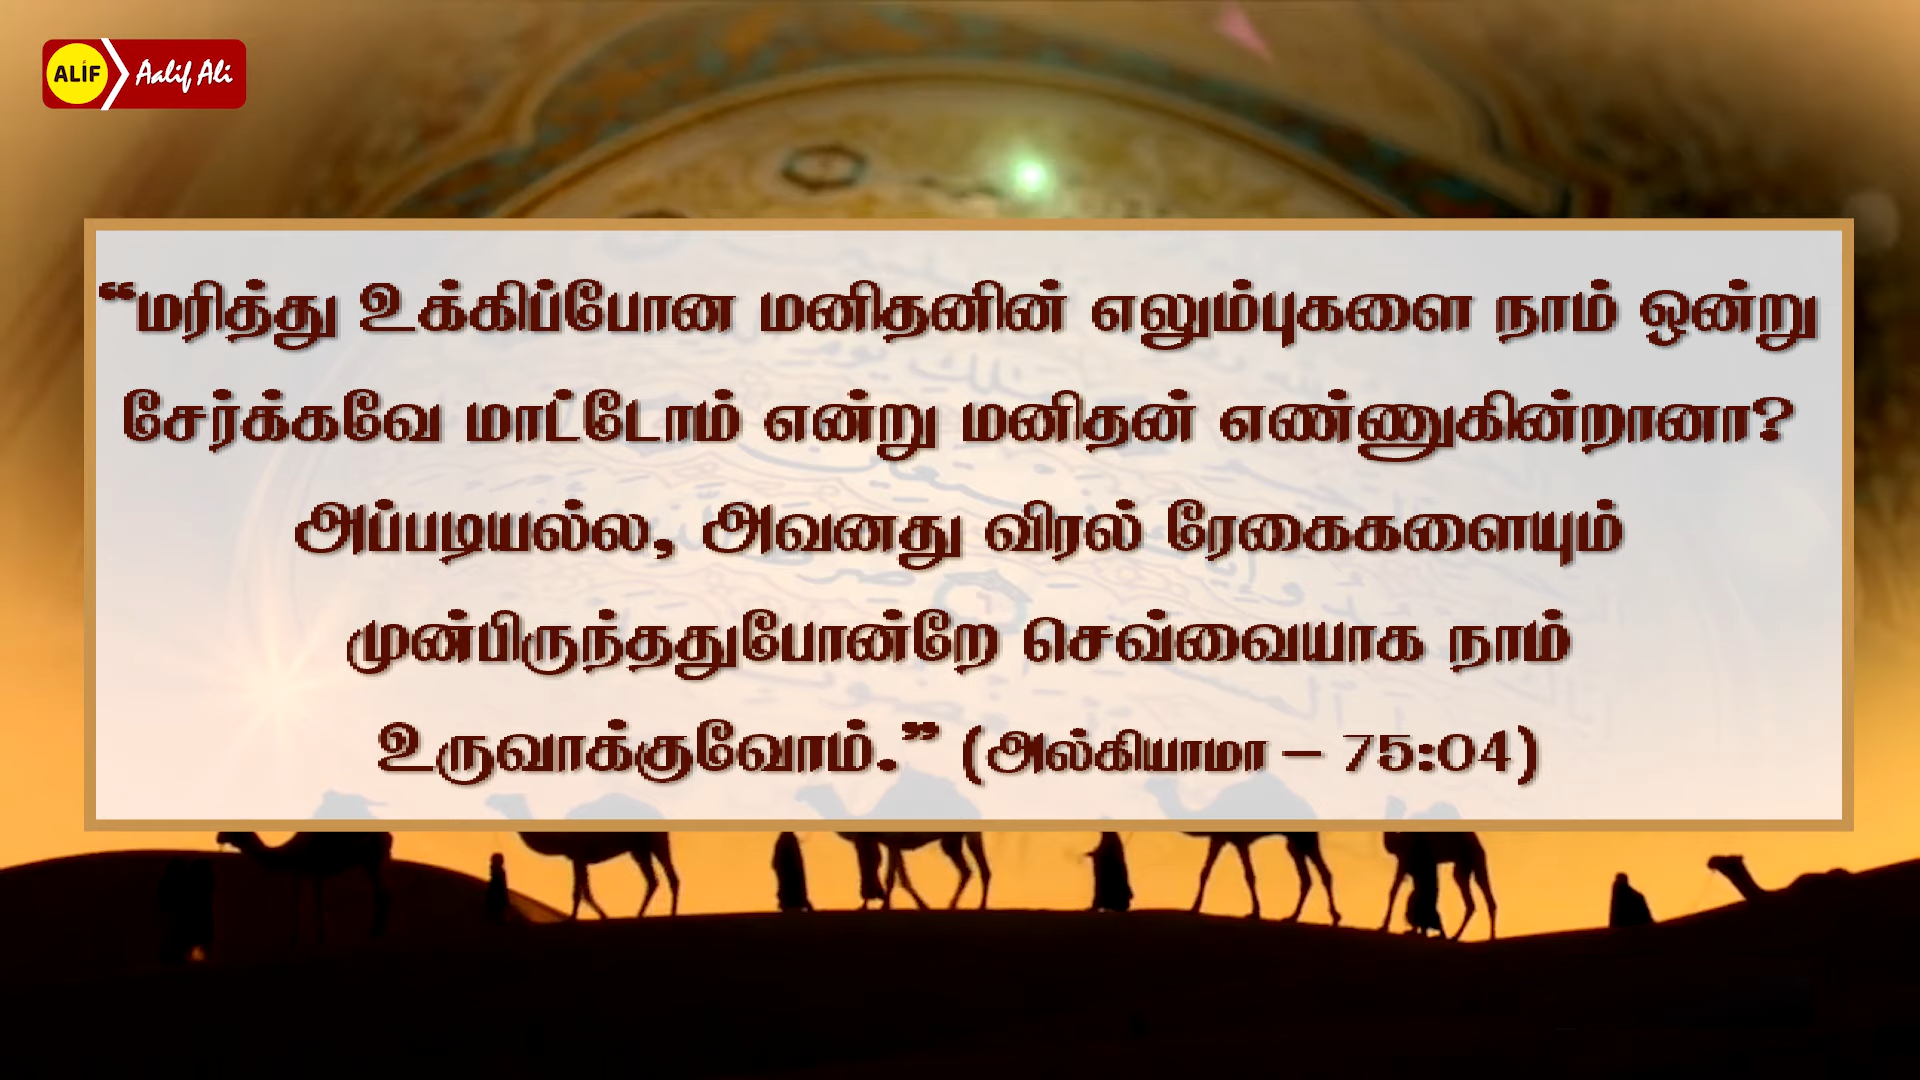 ALIF Aalif Ali
“மரித்து உக்கிப்போன மனிதனின் எலும்புகளை நாம் ஒன்று
சேர்க்கவே மாட்டோம் என்று மனிதன் எண்ணுகின்றானா?
அப்படியல்ல, அவனது விரல் ரேகைகளையும்
முன்பிருந்ததுபோன்றே செவ்வையாக நாம்
உருவாக்குவோம்.” (அல்கியாமா – 75:04)